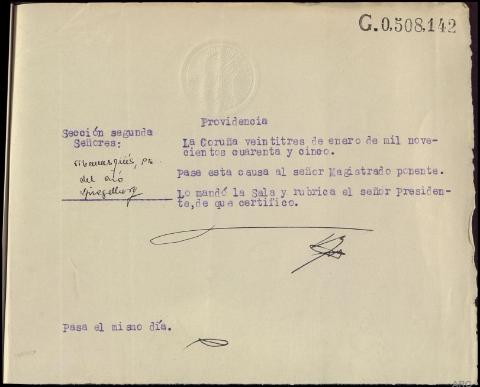 G.0,508,142
Providencia
Sección segunda
Señores:
del
La Coruña veintitres de enero de mil nove-
cientos cuarenta y cinco.
Pase esta causa al señor Magistrado ponente.
Lo mandó la Sala y rubrica el señor Presiden-
te,de que certifico.
Pasa el mismo día.